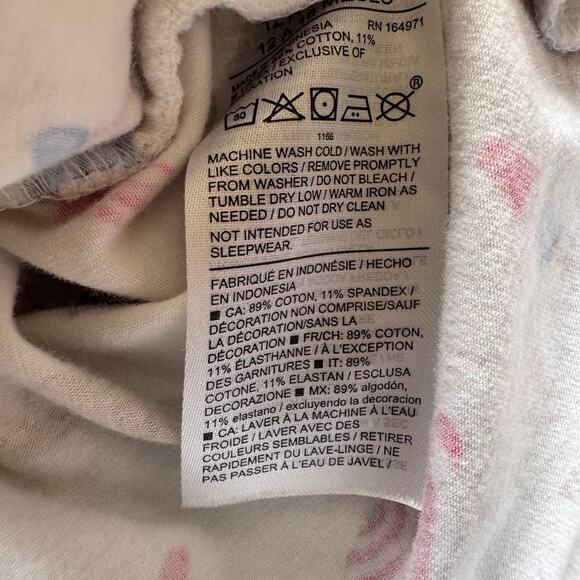 RN 164971
COTTON, 11%
EXCLUSIVE OF
30
®
1166
MACHINE WASH COLD / WASH WITH
LIKE COLORS / REMOVE PROMPTLY
FROM WASHER / DO NOT BLEACH /
TUMBLE DRY LOW / WARM IRON AS
NEEDED / DO NOT DRY CLEAN
NOT INTENDED FOR USE AS
SLEEPWEAR.
FABRIQUÉ EN INDONÉSIE / HECHO
EN INDONESIA
■ CA: 89% COTON, 11% SPANDEX /
DÉCORATION NON COMPRISE/SAUF
LA DÉCORATION/SANS LA
DÉCORATION ■ FR/CH: 89% COTON,
11% ÉLASTHANNE / À L'EXCEPTION
DES GARNITURES ■ IT: 89%
COTONE, 11% ELASTAN / ESCLUSA
DECORAZIONE ■ MX: 89% algodón,
11% elastano / excluyendo la decoracion
■ CA: LAVER À LA MACHINE À L'EAU
FROIDE / LAVER AVEC DES
COULEURS SEMBLABLES / RETIRER
RAPIDEMENT DU LAVE-LINGE / NE
PAS PASSER À L'EAU DE JAVEL /